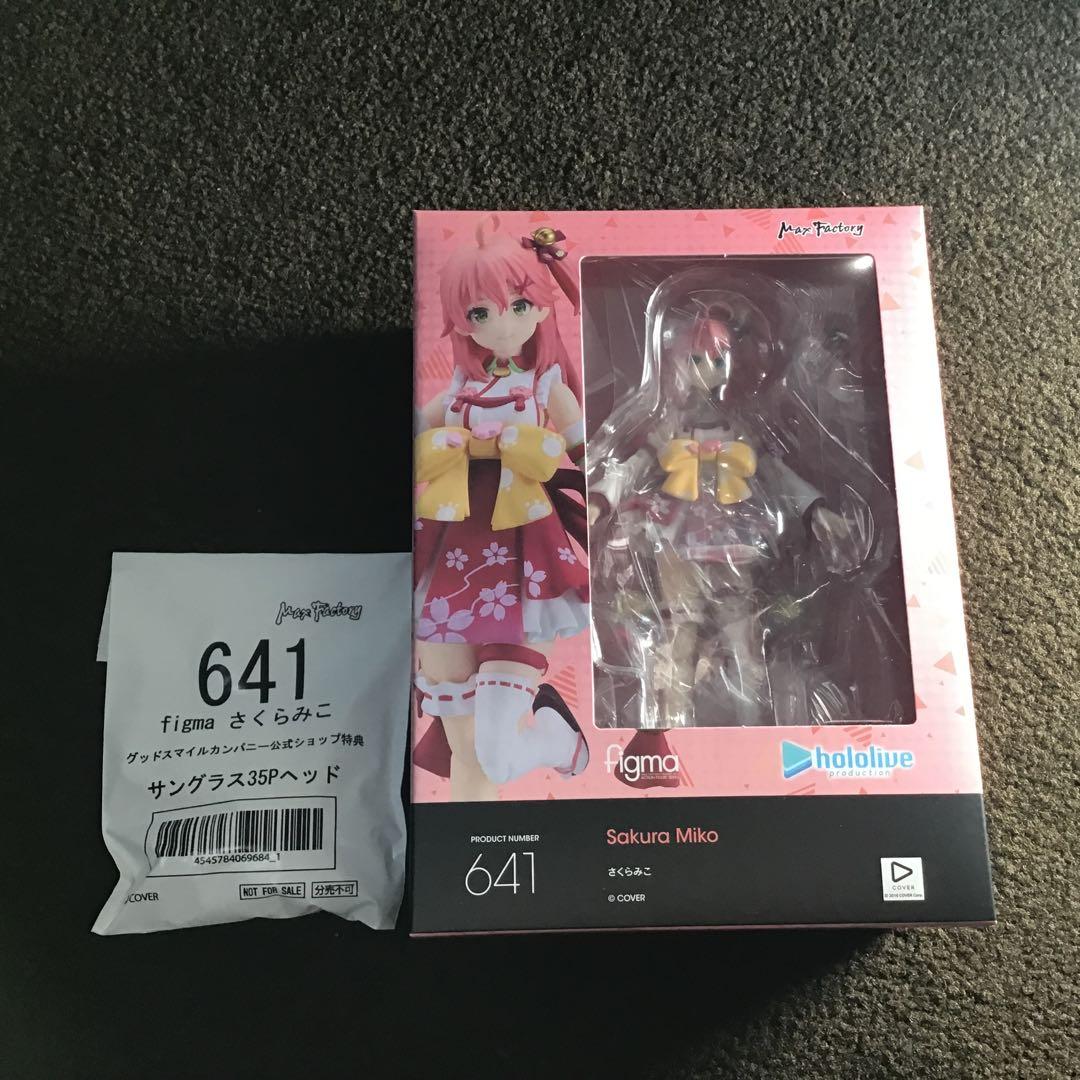 Max Factory
figma
hololive
production
PRODUCT NUMBER
641
Sakura Miko
さくらみこ
© COVER
COVER
© 2016 COVER Corp.
Max Factory
641
figma さくらみこ
グッドスマイルカンパニー公式ショップ特典
サングラス35Pヘッド
4545784069684_1
NOT FOR SALE
分売不可
©COVER